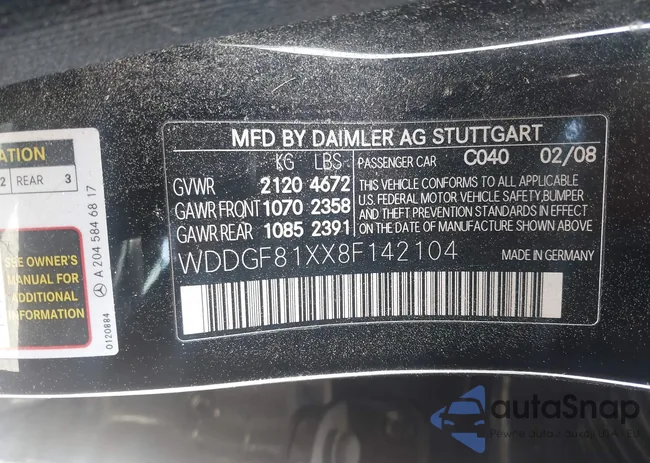 MFD BY DAIMLER AG STUTTGART
KG LBS
GVWR 2120 4672
GAWR FRONT 1070 2358
GAWR REAR 1085 2391
PASSENGER CAR C040 02/08
THIS VEHICLE CONFORMS TO ALL APPLICABLE
U.S. FEDERAL MOTOR VEHICLE SAFETY, BUMPER
AND THEFT PREVENTION STANDARDS IN EFFECT
ON THE DATE OF MANUFACTURE SHOWN ABOVE
WDDGF81XX8F142104 MADE IN GERMANY
ATION
2 REAR 3
SEE OWNER'S
MANUAL FOR
ADDITIONAL
INFORMATION
A 204 584 68 17
0120884
autoSnap